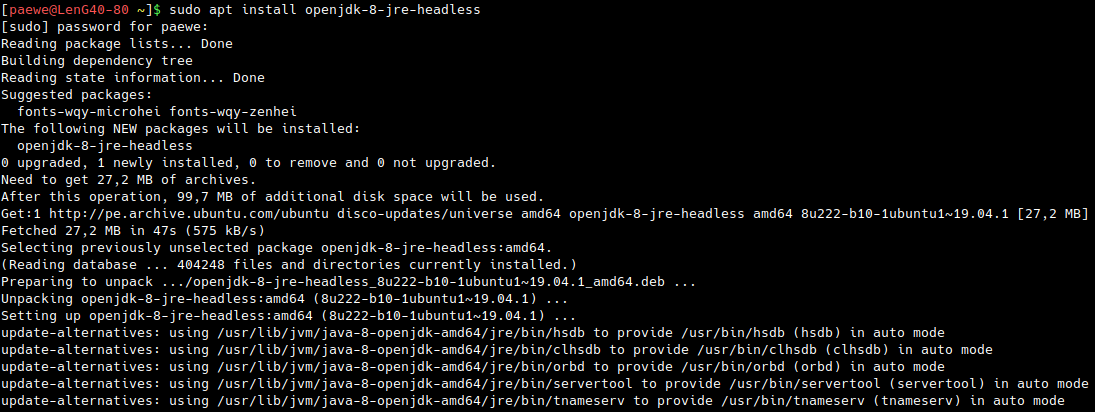 [paewe@LenG40-80 ~]$ sudo apt install openjdk-8-jre-headless
[sudo] password for paewe:
Reading package lists... Done
Building dependency tree
Reading state information... Done
Suggested packages:
  fonts-wqy-microhei fonts-wqy-zenhei
The following NEW packages will be installed:
  openjdk-8-jre-headless
0 upgraded, 1 newly installed, 0 to remove and 0 not upgraded.
Need to get 27,2 MB of archives.
After this operation, 99,7 MB of additional disk space will be used.
Get:1 http://pe.archive.ubuntu.com/ubuntu disco-updates/universe amd64 openjdk-8-jre-headless amd64 8u222-b10-1ubuntu1~19.04.1 [27,2 MB]
Fetched 27,2 MB in 47s (575 kB/s)
Selecting previously unselected package openjdk-8-jre-headless:amd64.
(Reading database ... 404248 files and directories currently installed.)
Preparing to unpack .../openjdk-8-jre-headless_8u222-b10-1ubuntu1~19.04.1_amd64.deb ...
Unpacking openjdk-8-jre-headless:amd64 (8u222-b10-1ubuntu1~19.04.1) ...
Setting up openjdk-8-jre-headless:amd64 (8u222-b10-1ubuntu1~19.04.1) ...
update-alternatives: using /usr/lib/jvm/java-8-openjdk-amd64/jre/bin/hsdb to provide /usr/bin/hsdb (hsdb) in auto mode
update-alternatives: using /usr/lib/jvm/java-8-openjdk-amd64/jre/bin/clhsdb to provide /usr/bin/clhsdb (clhsdb) in auto mode
update-alternatives: using /usr/lib/jvm/java-8-openjdk-amd64/jre/bin/orbd to provide /usr/bin/orbd (orbd) in auto mode
update-alternatives: using /usr/lib/jvm/java-8-openjdk-amd64/jre/bin/servertool to provide /usr/bin/servertool (servertool) in auto mode
update-alternatives: using /usr/lib/jvm/java-8-openjdk-amd64/jre/bin/tnameserv to provide /usr/bin/tnameserv (tnameserv) in auto mode